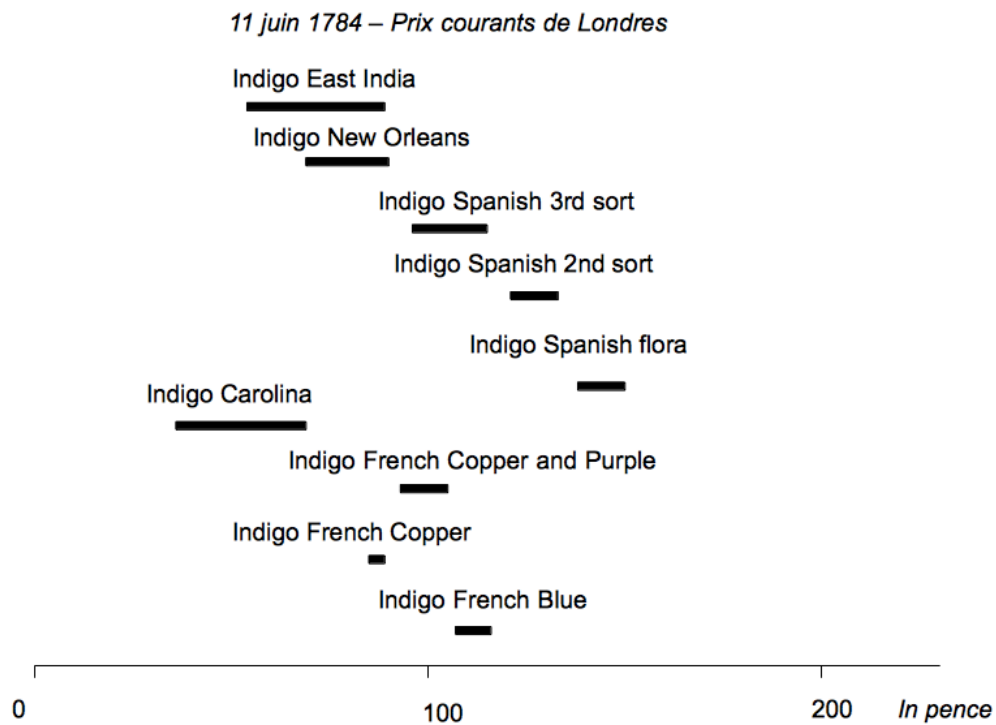 11 juin 1784 – Prix courants de Londres
Indigo East India
Indigo New Orleans
Indigo Spanish 3rd sort
Indigo Spanish 2nd sort
Indigo Spanish flora
Indigo Carolina
Indigo French Copper and Purple
Indigo French Copper
Indigo French Blue
0 100 200 In pence